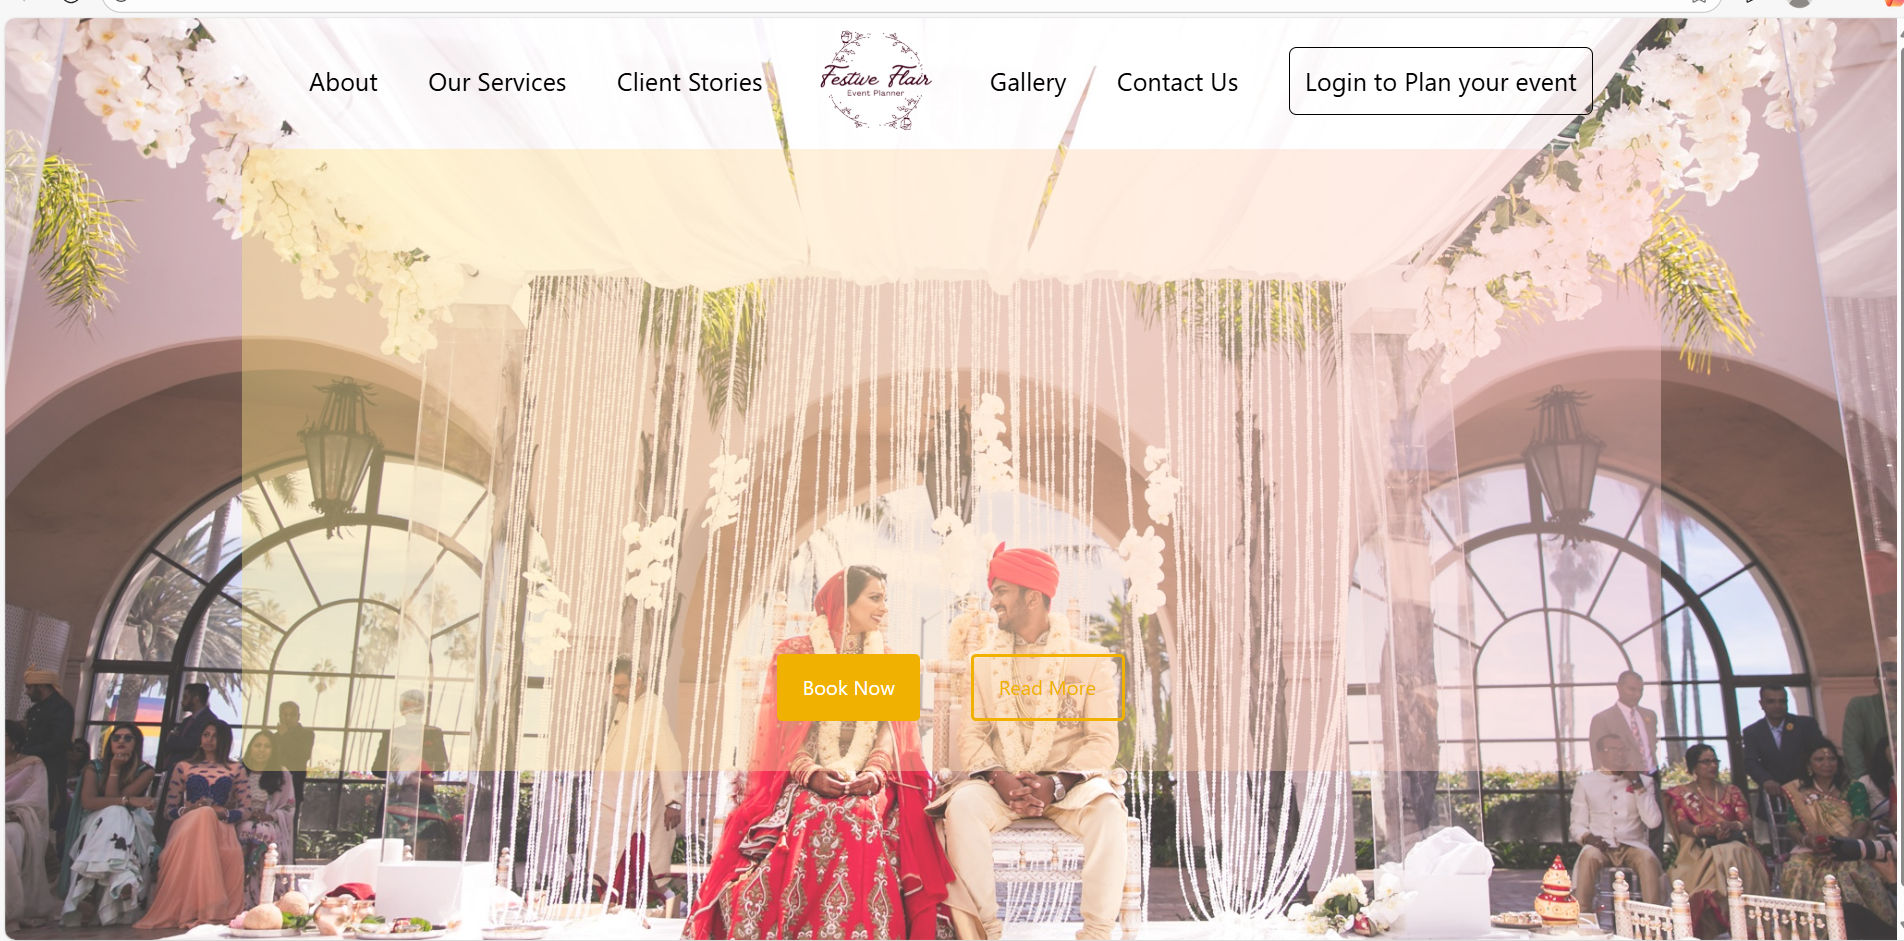 About
Our Services
Client Stories
Festive Flair
Event Planner
Gallery
Contact Us
Login to Plan your event
Book Now
Read More